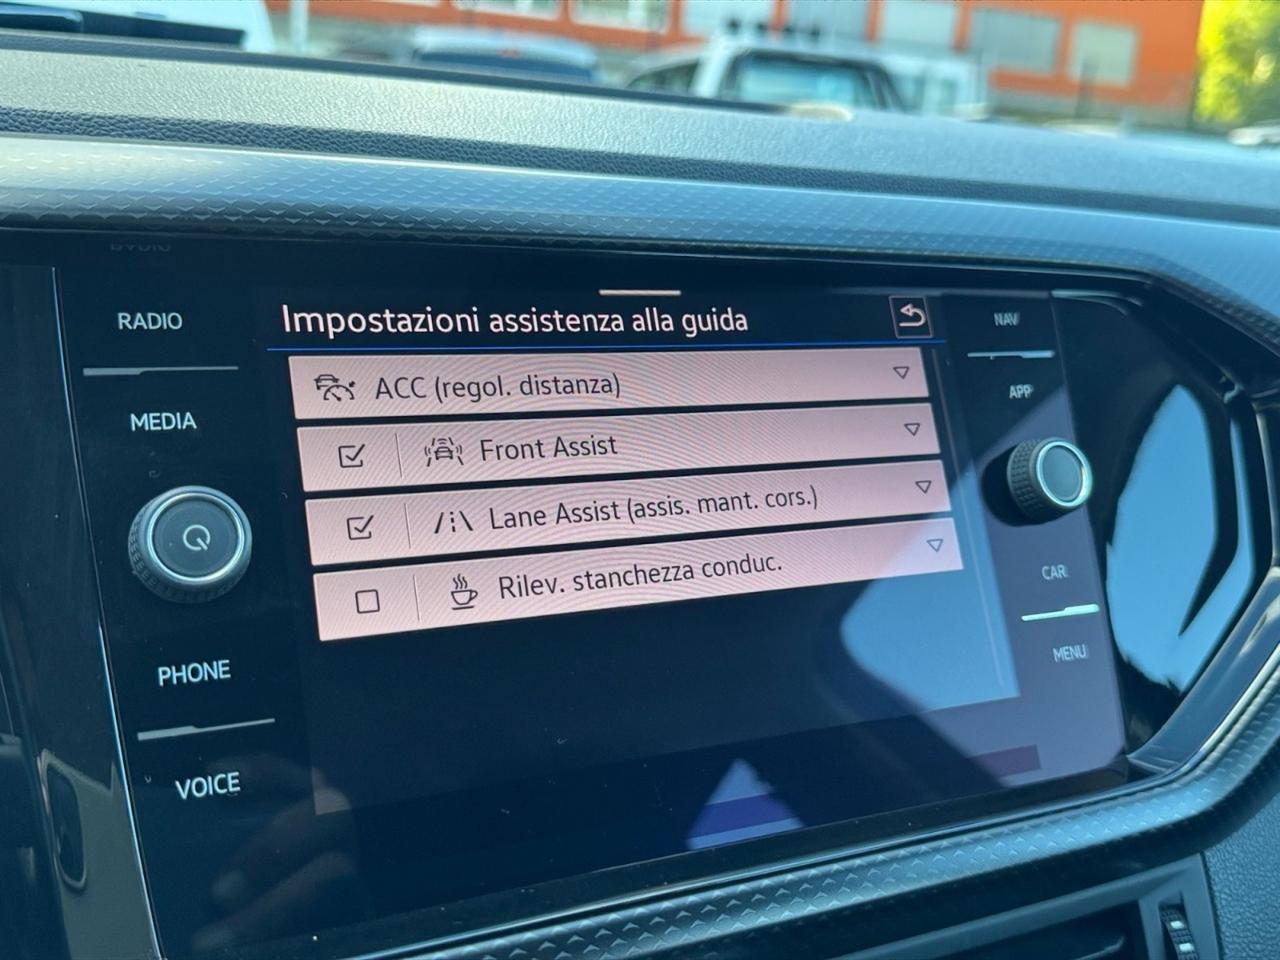 RADIO
MEDIA
PHONE
VOICE
Impostazioni assistenza alla guida
ACC (regol. distanza)
Front Assist
Lane Assist (assis. mant. cors.)
Rilev. stanchezza conduc.
NAV
APP
CAR
MENU